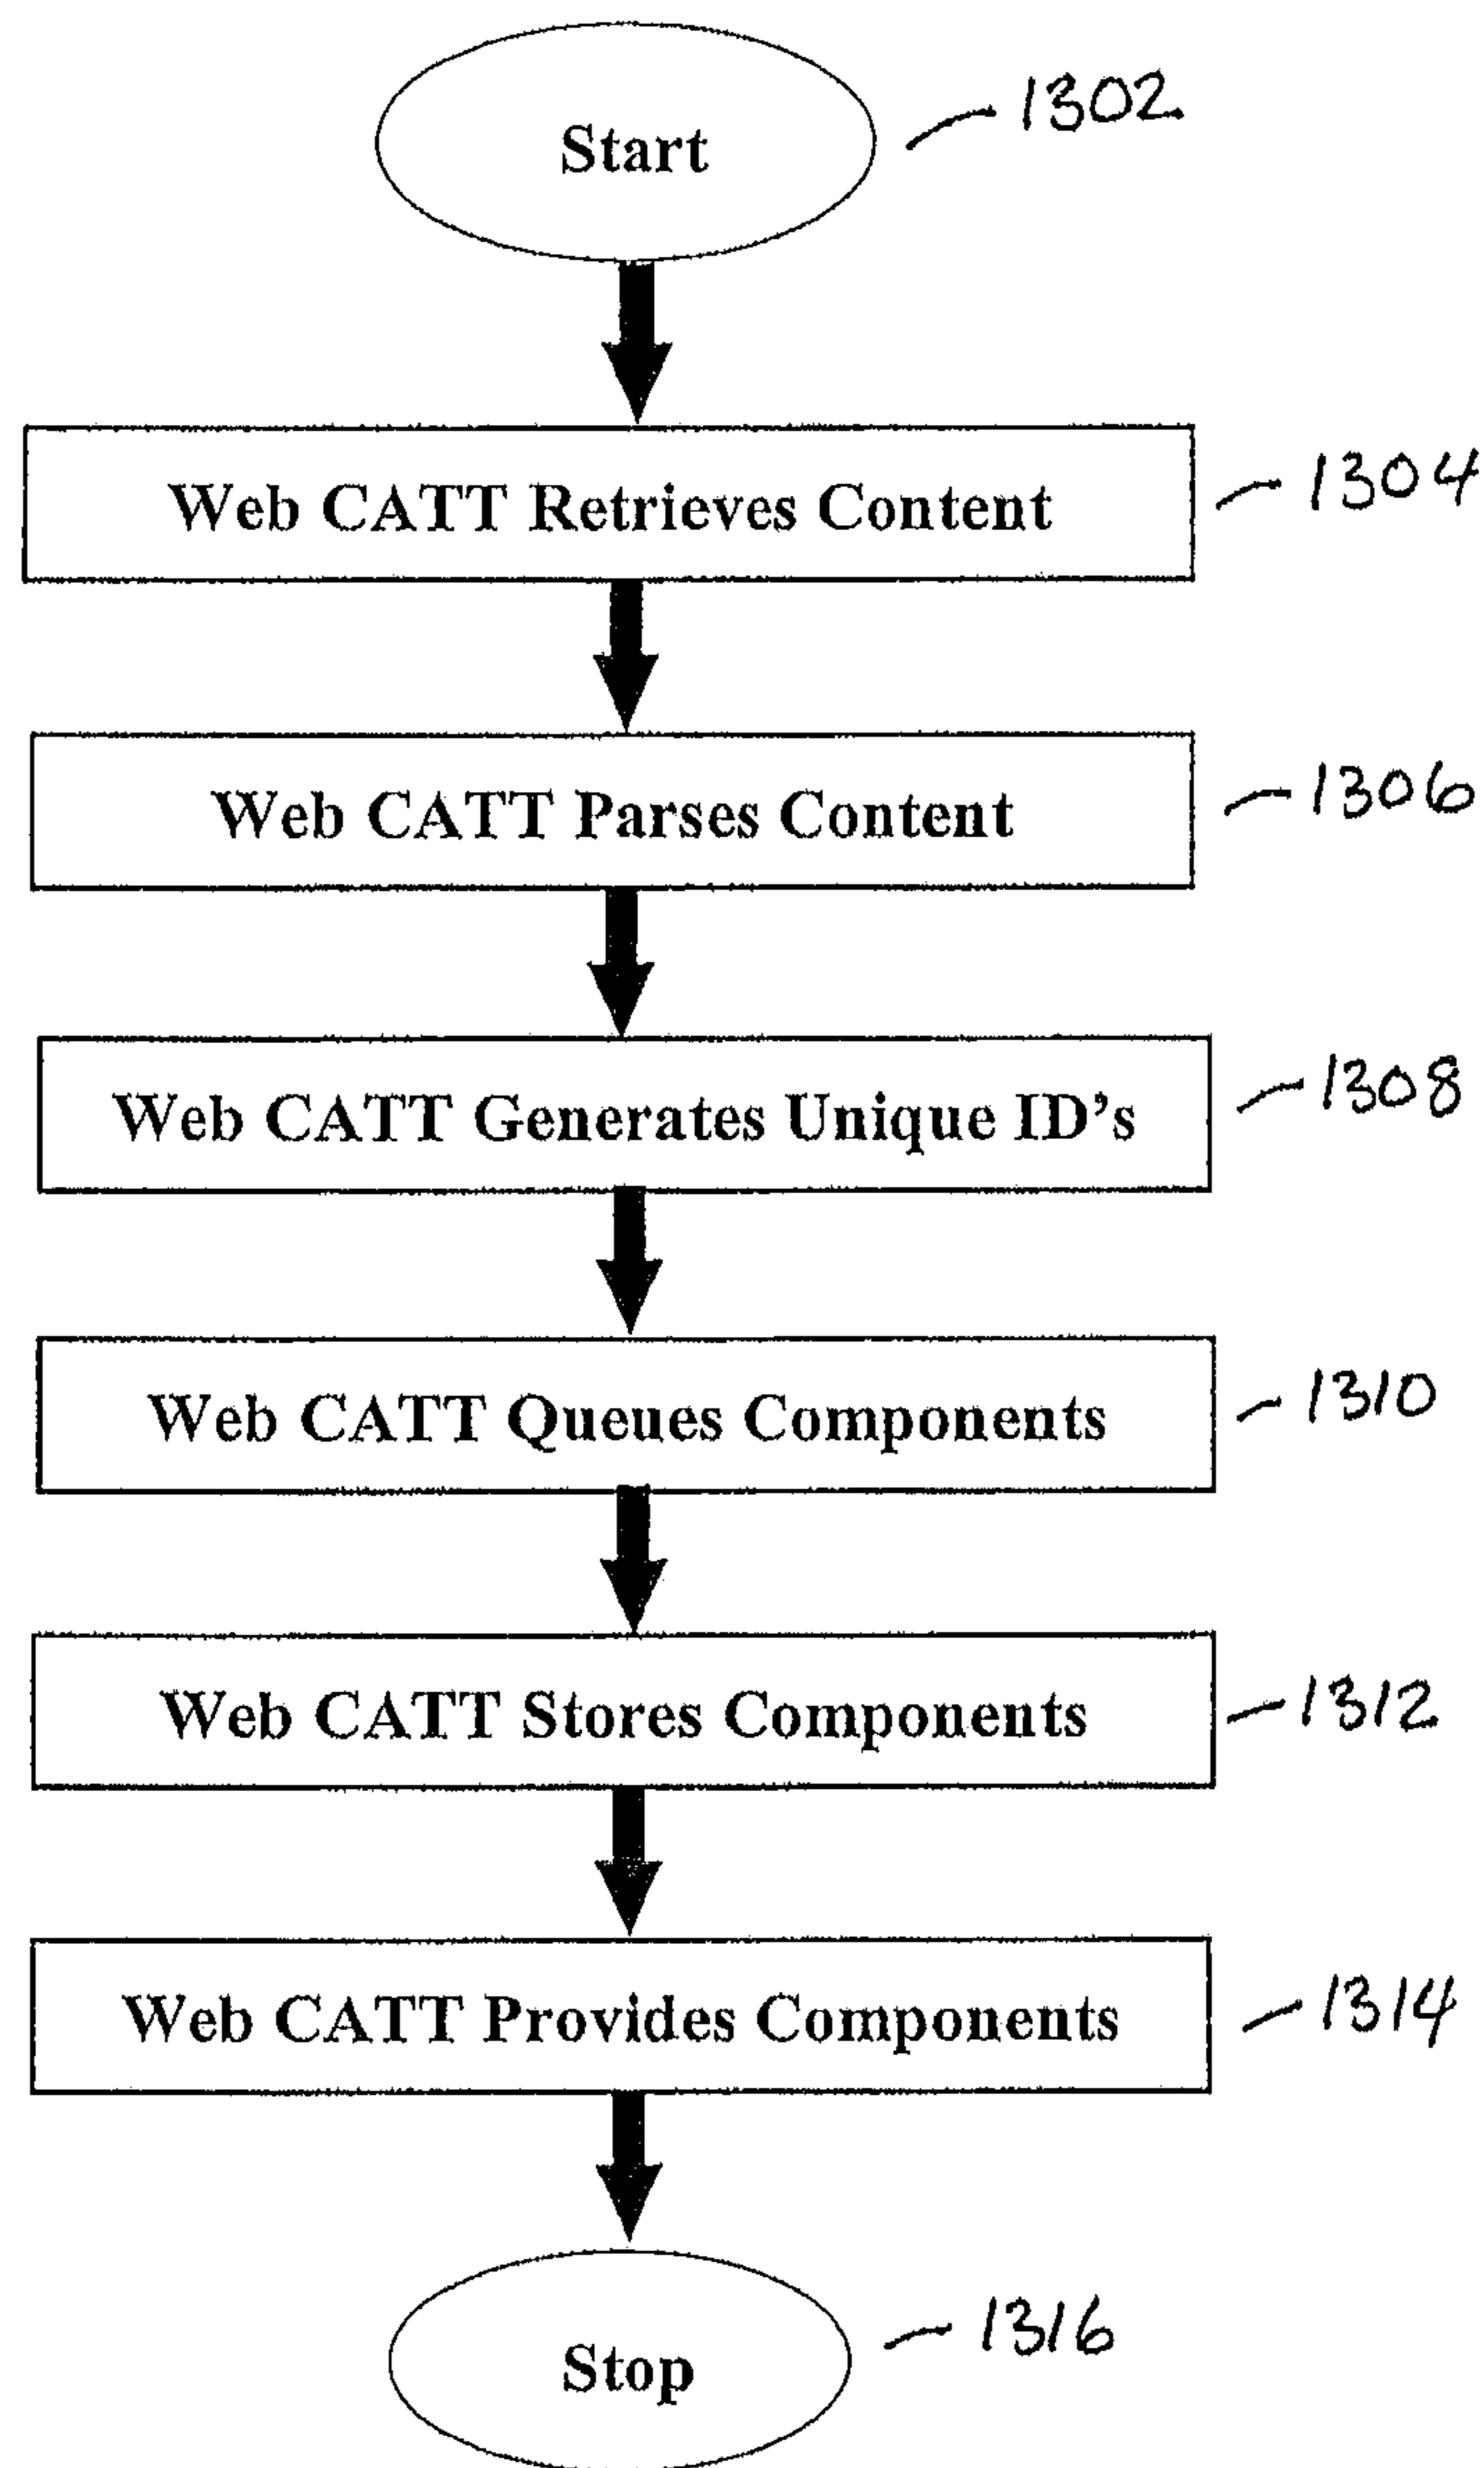 Start
1302
Web CATT Retrieves Content
1304
Web CATT Parses Content
1306
Web CATT Generates Unique ID's
1308
Web CATT Queues Components
1310
Web CATT Stores Components
1312
Web CATT Provides Components
1314
Stop
1316